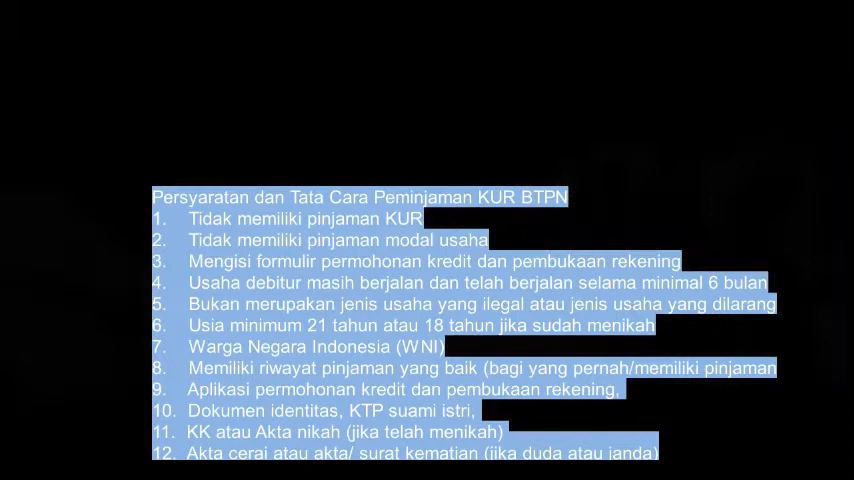 Persyaratan dan Tata Cara Peminjaman KUR BTPN
1. Tidak memiliki pinjaman KUR
2. Tidak memiliki pinjaman modal usaha
3. Mengisi formulir permohonan kredit dan pembukaan rekening
4. Usaha debitur masih berjalan dan telah berjalan selama minimal 6 bulan
5. Bukan merupakan jenis usaha yang ilegal atau jenis usaha yang dilarang
6. Usia minimum 21 tahun atau 18 tahun jika sudah menikah
7. Warga Negara Indonesia (WNI)
8. Memiliki riwayat pinjaman yang baik (bagi yang pernah/memiliki pinjaman
9. Aplikasi permohonan kredit dan pembukaan rekening,
10. Dokumen identitas, KTP suami istri,
11. KK atau Akta nikah (jika telah menikah)
12. Akta cerai atau akta/ surat kematian (jika duda atau janda)